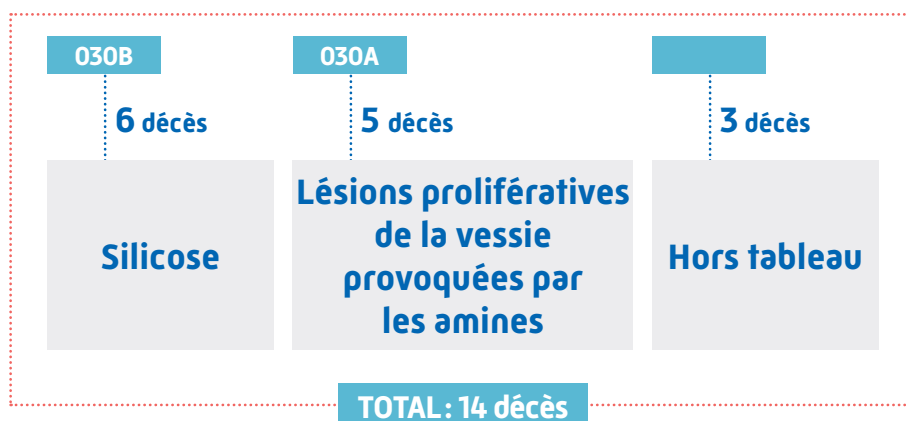 030B
6 décès
Silicose
030A
5 décès
Lésions prolifératives
de la vessie
provoquées par
les amines
3 décès
Hors tableau
TOTAL : 14 décès